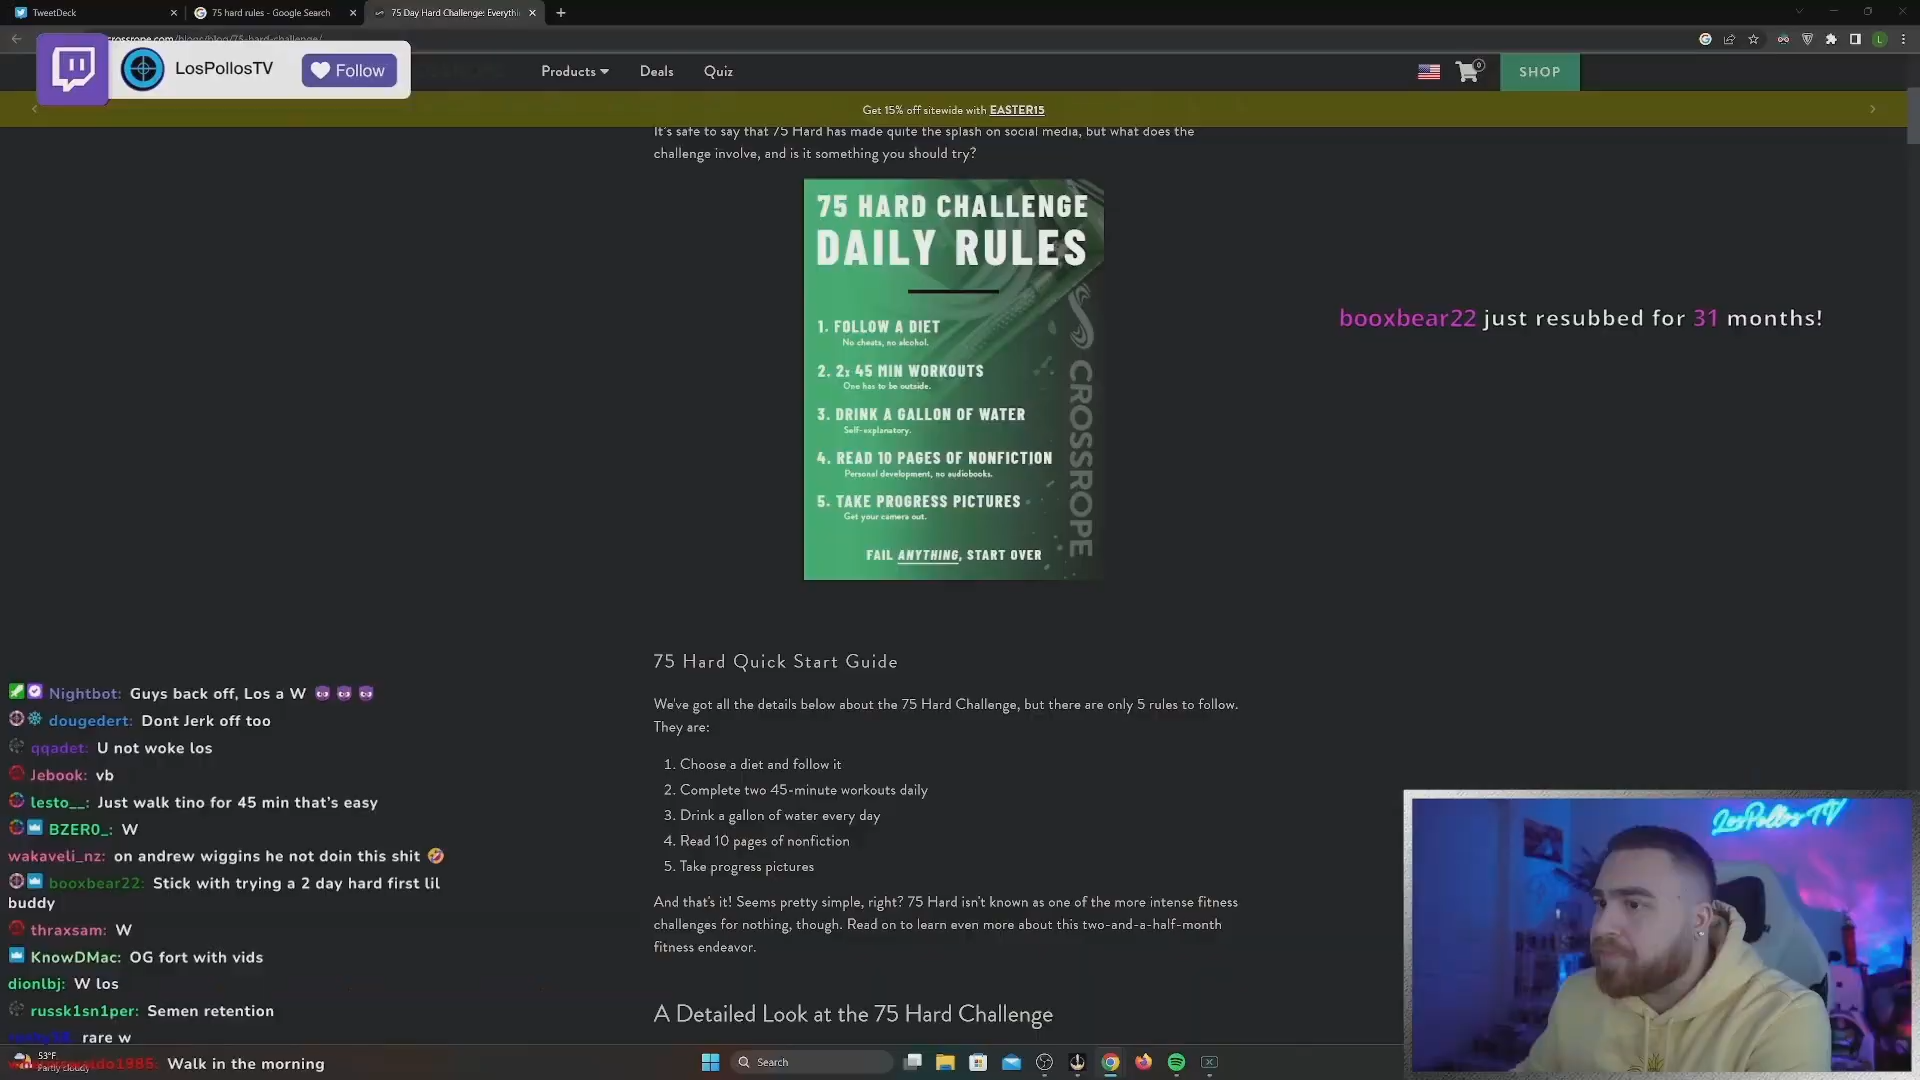 TweetDeck
75 hard rules - Google Search
75 Day Hard Challenge: Everythi
crossrope.com/blogs/blog/75-hard-challenge/
LosPollosTV
Follow
Products
Deals
Quiz
0
SHOP
Get 15% off sitewide with EASTER15
It's safe to say that 75 Hard has made quite the splash on social media, but what does the
challenge involve, and is it something you should try?
75 HARD CHALLENGE
DAILY RULES
1. FOLLOW A DIET
No cheats, no alcohol.
2. 2x 45 MIN WORKOUTS
One has to be outside.
3. DRINK A GALLON OF WATER
Self-explanatory.
4. READ 10 PAGES OF NONFICTION
Personal development, no audiobooks.
5. TAKE PROGRESS PICTURES
Get your camera out.
FAIL ANYTHING, START OVER
CROSSROPE
booxbear22 just resubbed for 31 months!
75 Hard Quick Start Guide
We've got all the details below about the 75 Hard Challenge, but there are only 5 rules to follow.
They are:
1. Choose a diet and follow it
2. Complete two 45-minute workouts daily
3. Drink a gallon of water every day
4. Read 10 pages of nonfiction
5. Take progress pictures
And that's it! Seems pretty simple, right? 75 Hard isn't known as one of the more intense fitness
challenges for nothing, though. Read on to learn even more about this two-and-a-half-month
fitness endeavor.
A Detailed Look at the 75 Hard Challenge
Nightbot: Guys back off, Los a W
dougedert: Dont Jerk off too
qqadet: U not woke los
Jebook: vb
lesto__: Just walk tino for 45 min that's easy
BZER0_: W
wakaveli_nz: on andrew wiggins he not doin this shit
booxbear22: Stick with trying a 2 day hard first lil
buddy
thraxsam: W
KnowDMac: OG fort with vids
dionlbj: W los
russk1sn1per: Semen retention
rare w
Walk in the morning
53°F
Partly cloudy
Search
LosPollos TV